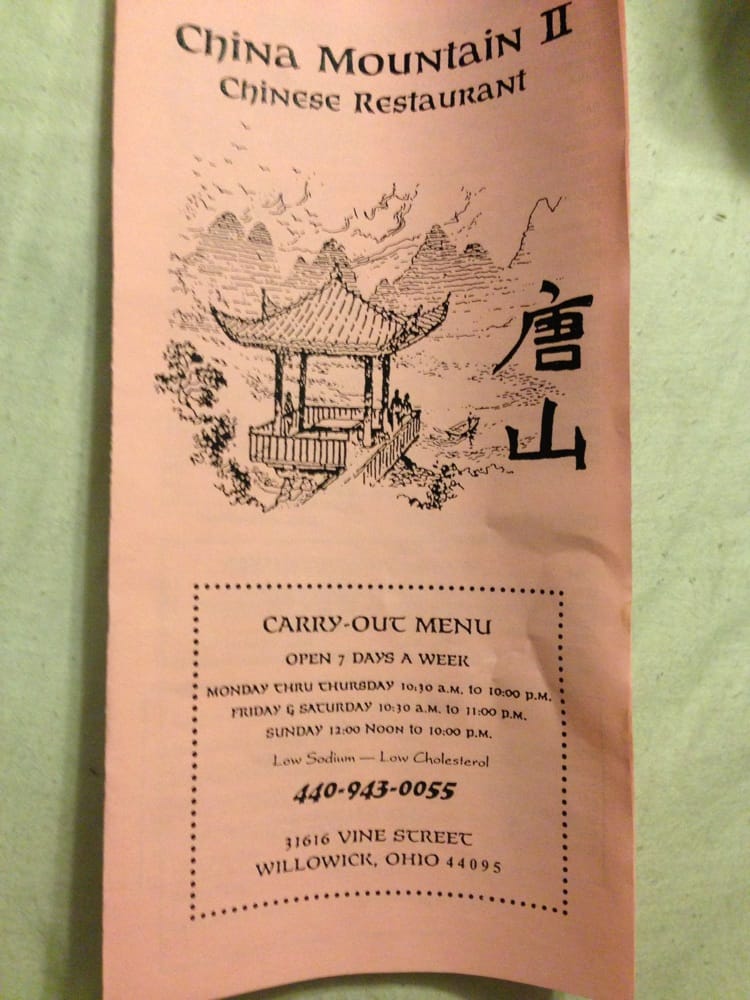 China Mountain II
Chinese Restaurant
唐山
CARRY-OUT MENU
OPEN 7 DAYS A WEEK
MONDAY THRU THURSDAY 10:30 a.m. to 10:00 p.m.
FRIDAY & SATURDAY 10:30 a.m. to 11:00 p.m.
SUNDAY 12:00 Noon to 10:00 p.m.
Low Sodium — Low Cholesterol
440-943-0055
31616 VINE STREET
WILLOWICK, OHIO 44095